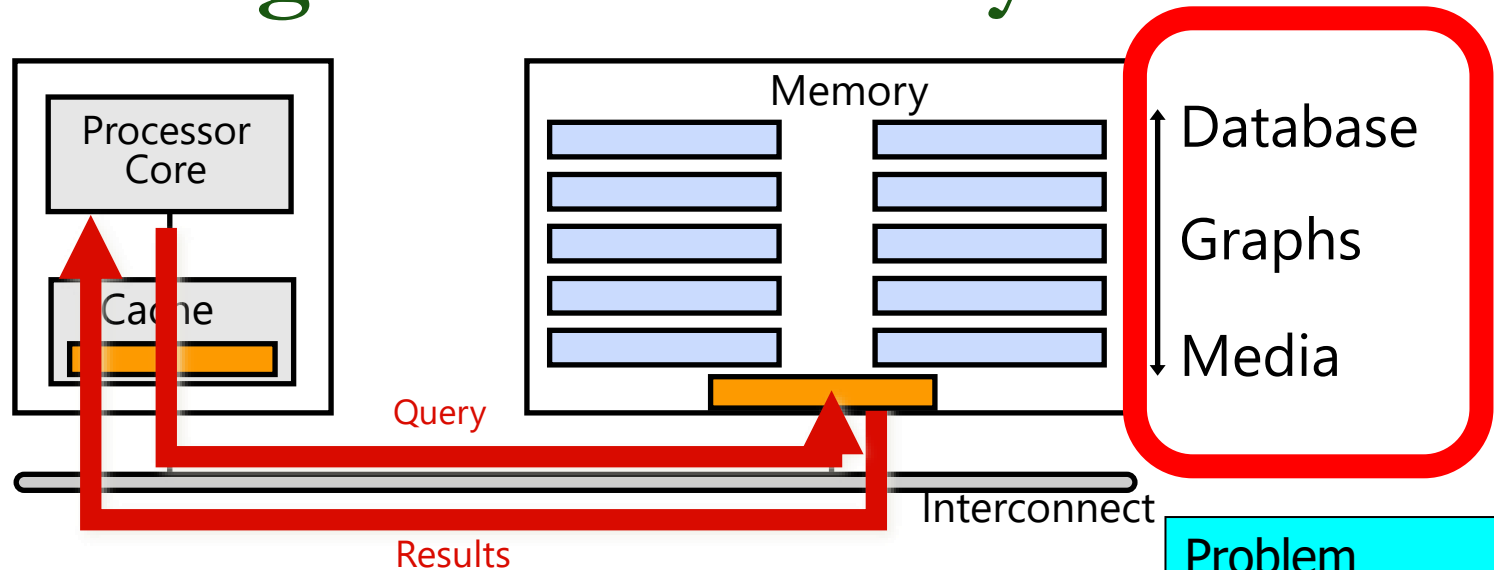 Memory
Processor
Core
Cache
Database
Graphs
Media
Query
Interconnect
Results
Problem